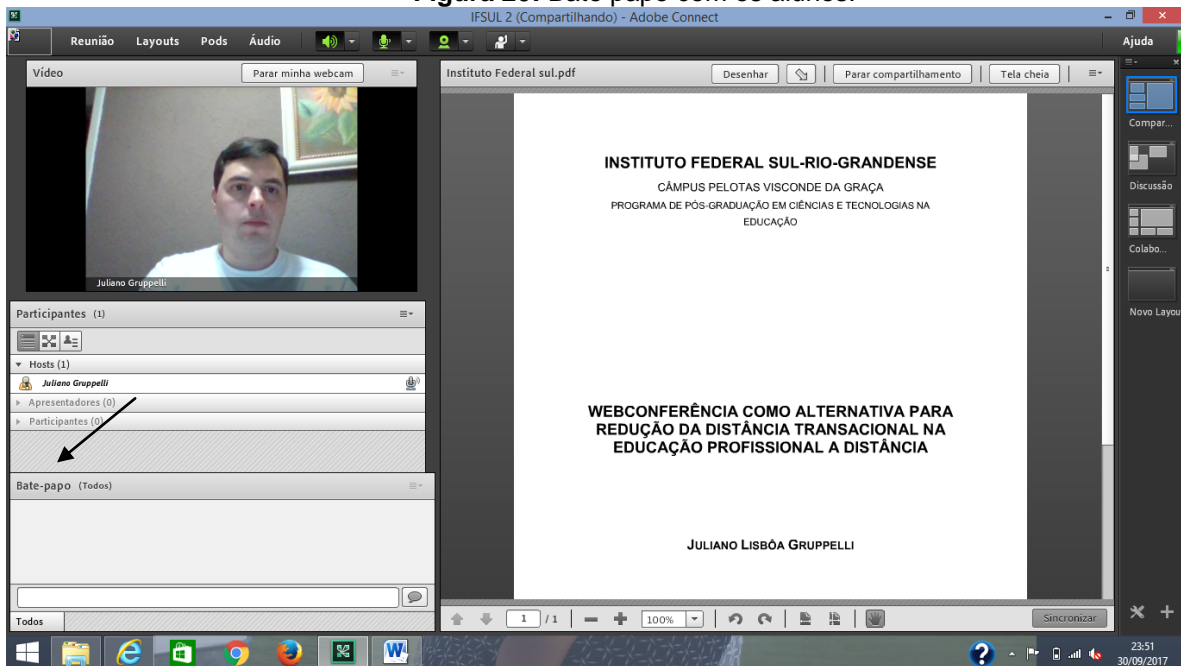 Figura 20: Bate papo com os alunos.
IFSUL 2 (Compartilhando) - Adobe Connect
Reunião Layouts Pods Áudio Ajuda
Vídeo Parar minha webcam
Juliano Gruppelli
Participantes (1)
Hosts (1)
Juliano Gruppelli
Apresentadores (0)
Participantes (0)
Bate-papo (Todos)
Todos
Instituto Federal sul.pdf Desenhar Parar compartilhamento Tela cheia
INSTITUTO FEDERAL SUL-RIO-GRANDENSE
CÂMPUS PELOTAS VISCONDE DA GRAÇA
PROGRAMA DE PÓS-GRADUAÇÃO EM CIÊNCIAS E TECNOLOGIAS NA
EDUCAÇÃO
WEBCONFERÊNCIA COMO ALTERNATIVA PARA
REDUÇÃO DA DISTÂNCIA TRANSACIONAL NA
EDUCAÇÃO PROFISSIONAL A DISTÂNCIA
JULIANO LISBÔA GRUPPELLI
1 / 1 100% Sincronizar
Compar...
Discussão
Colabo...
Novo Layou
23:51
30/09/2017